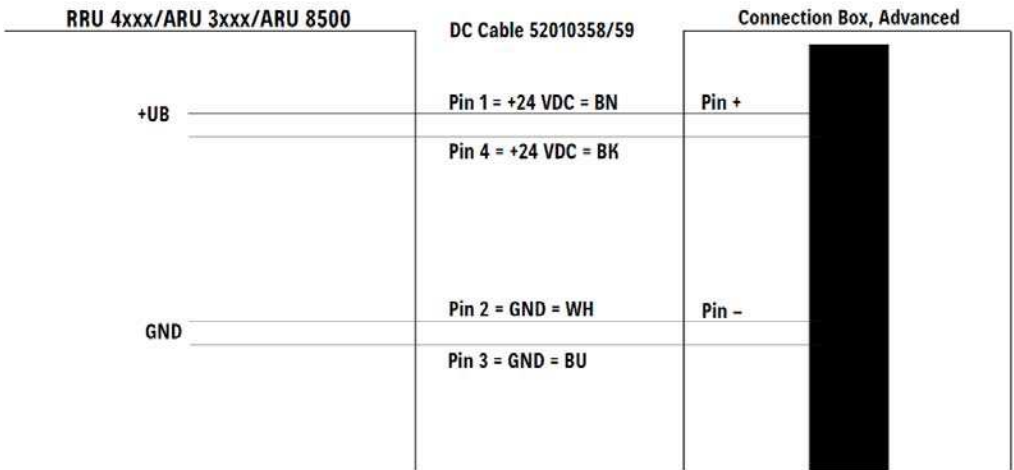 RRU 4xxx/ARU 3xxx/ARU 8500
DC Cable 52010358/59
Connection Box, Advanced
+UB
Pin 1 = +24 VDC = BN
Pin +
Pin 4 = +24 VDC = BK
GND
Pin 2 = GND = WH
Pin –
Pin 3 = GND = BU